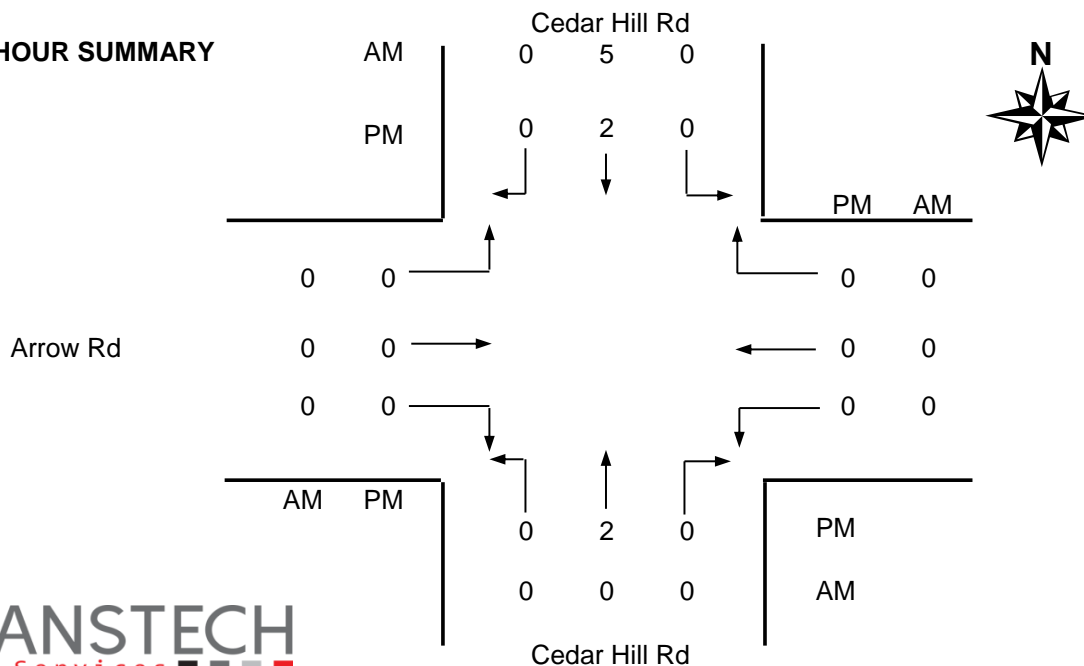 Cedar Hill Rd
HOUR SUMMARY AM 0 5 0 N
PM 0 2 0
PM AM
0 0 0 0
Arrow Rd 0 0 0 0
0 0 0 0
AM PM
0 2 0 PM
0 0 0 AM
ANSTECH
Services
Cedar Hill Rd